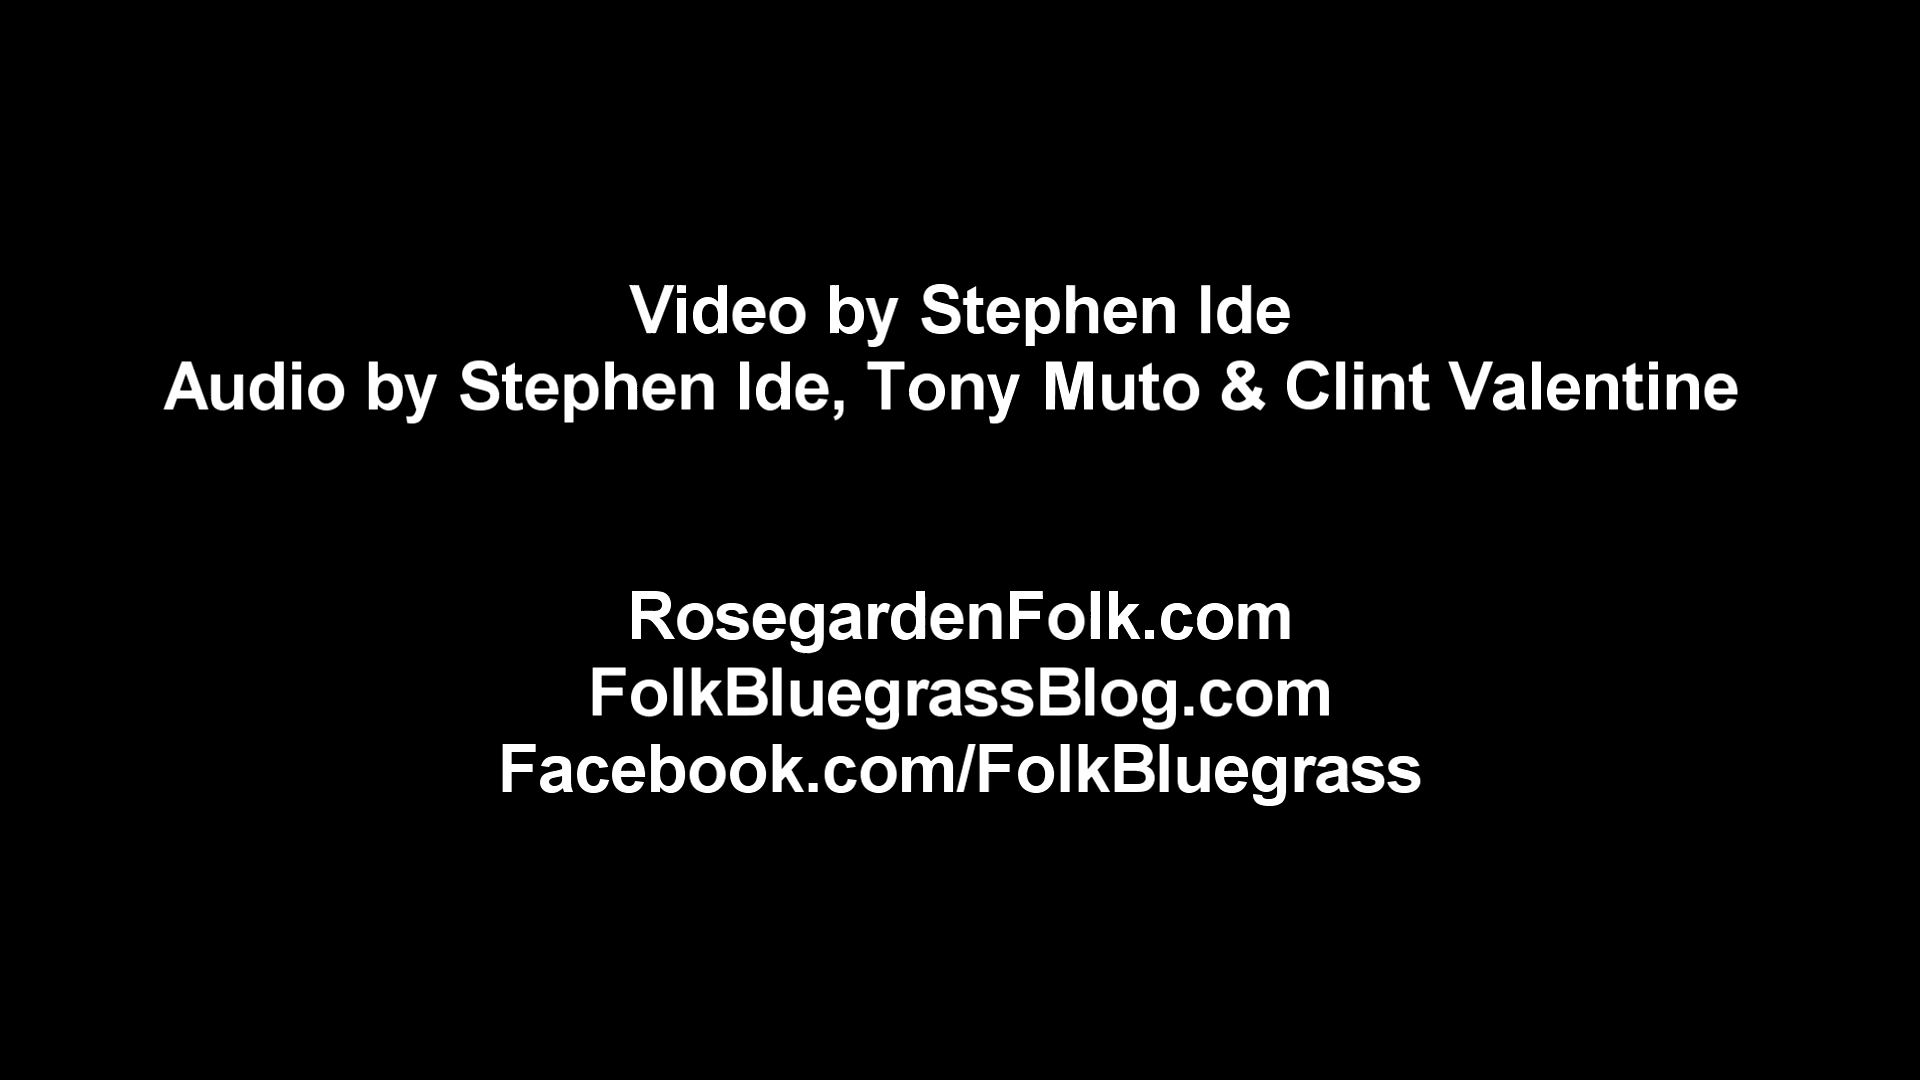 Video by Stephen Ide
Audio by Stephen Ide, Tony Muto & Clint Valentine
RosegardenFolk.com
FolkBluegrassBlog.com
Facebook.com/FolkBluegrass